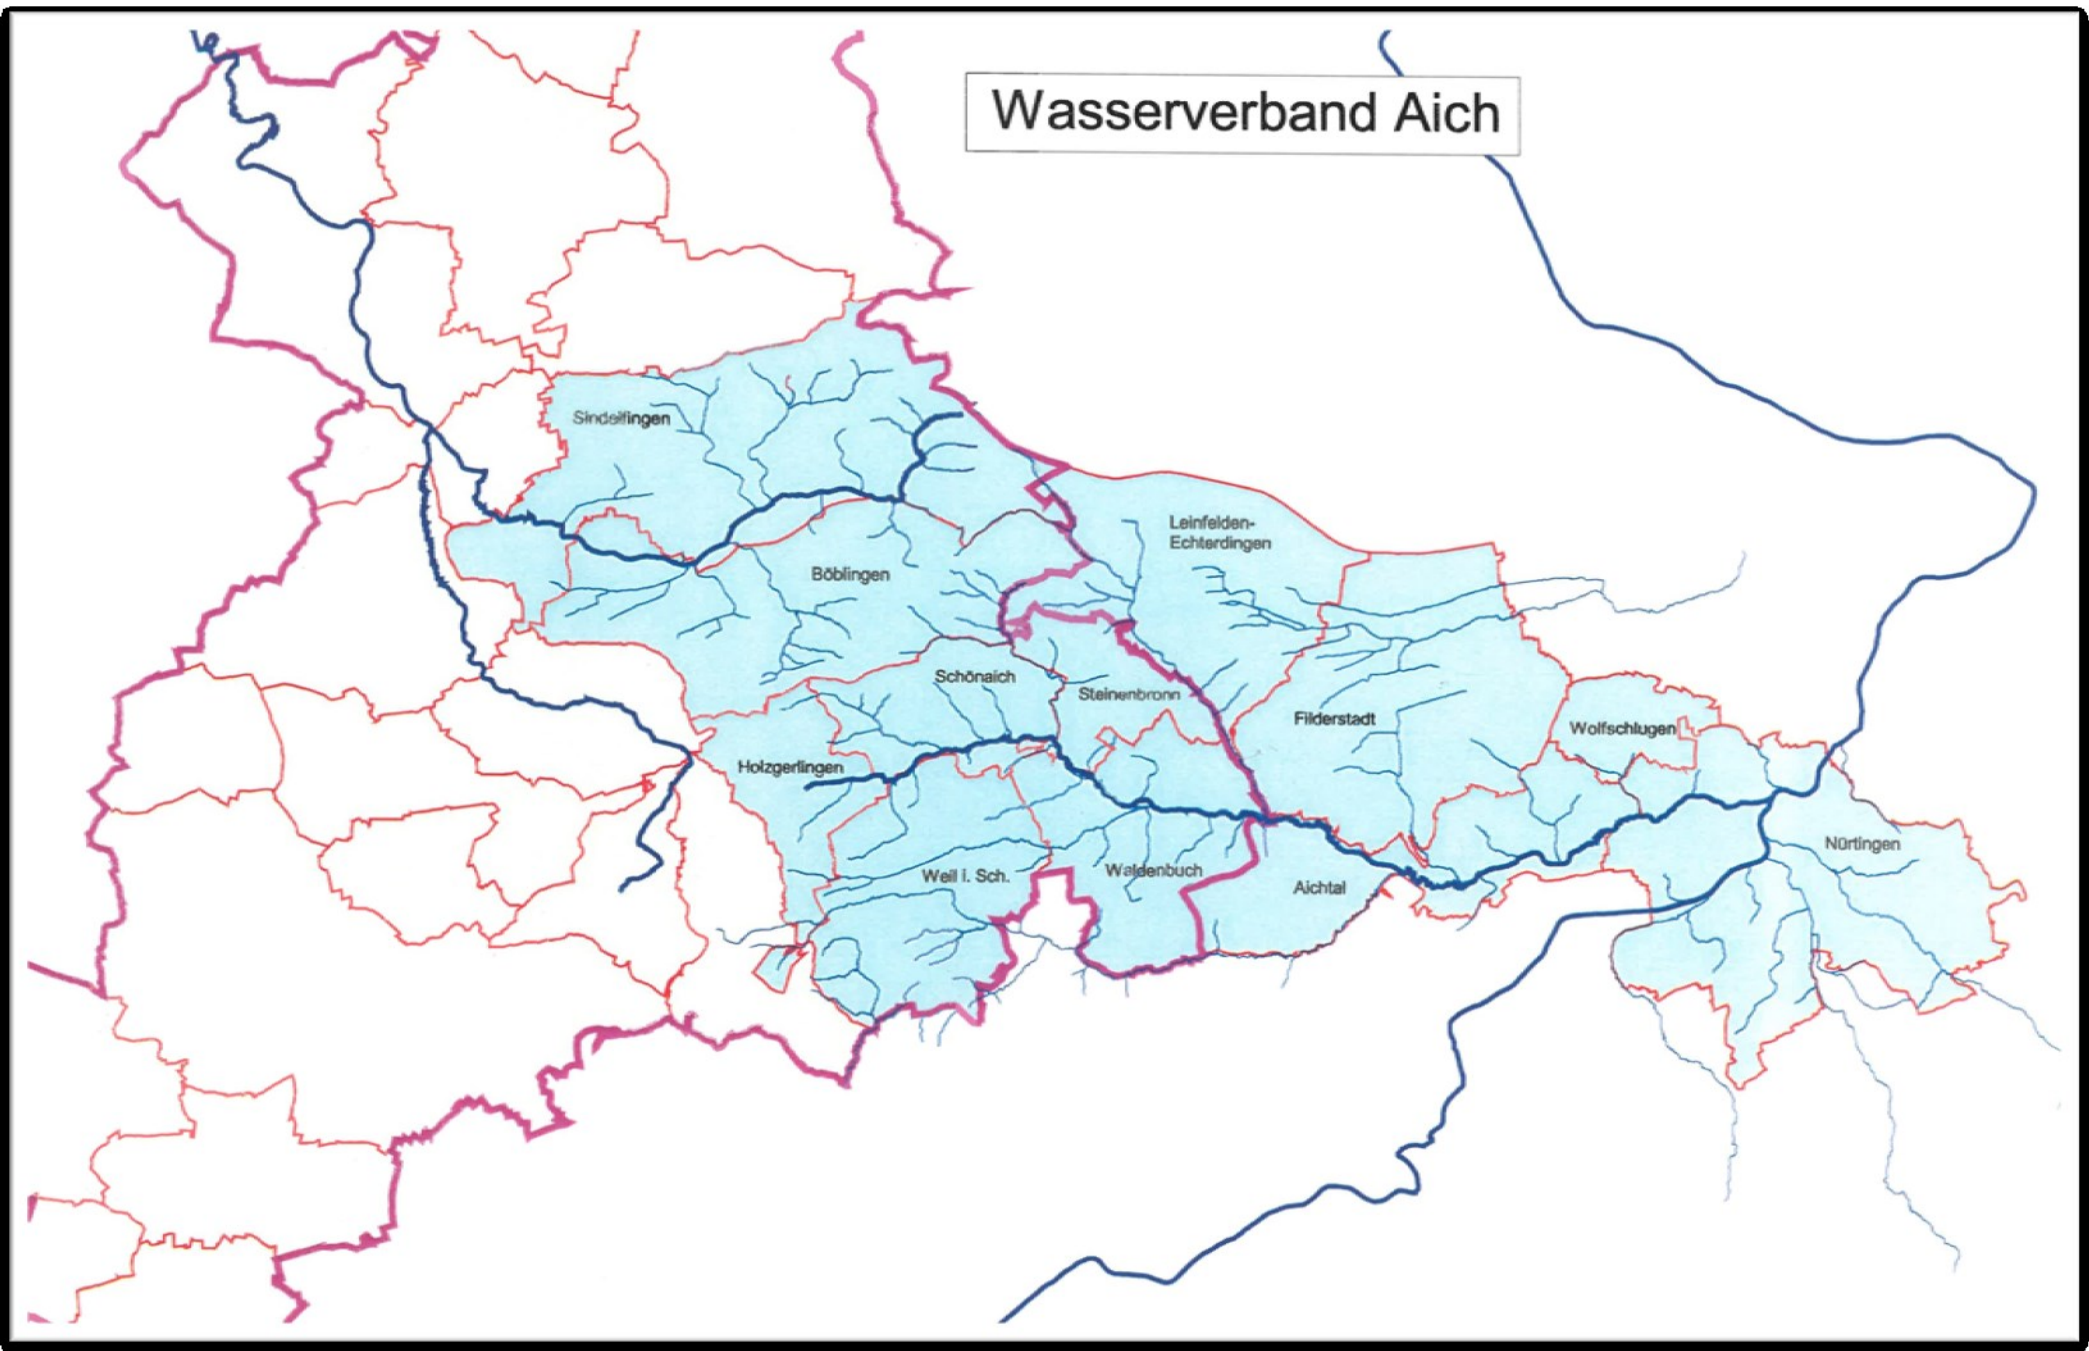 Wasserverband Aich
Sindelfingen
Leinfelden-
Echterdingen
Böblingen
Schönaich
Steinenbronn
Filderstadt
Wolfschlugen
Holzgerlingen
Nürtingen
Weil i. Sch.
Waldenbuch
Aichtal